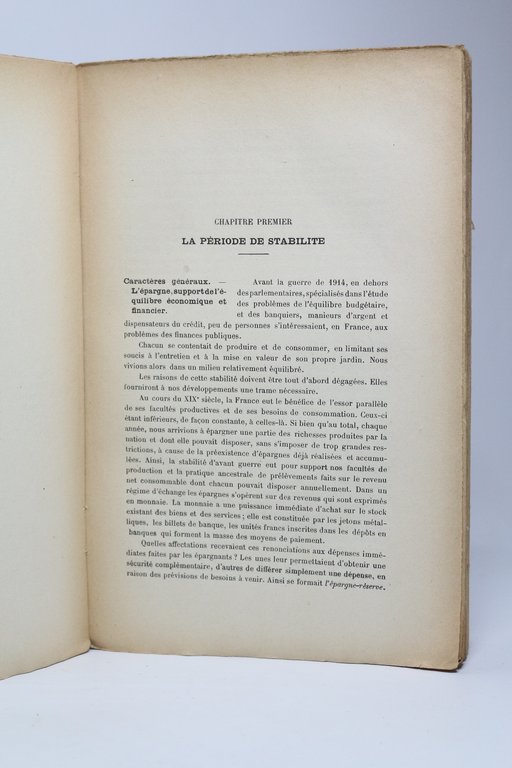 CHAPITRE PREMIER
LA PÉRIODE DE STABILITE
Caractères généraux. —
L'épargne, support de l'é-
quilibre économique et
financier.
Avant la guerre de 1914, en dehors
des parlementaires, spécialisés dans l'étude
des problèmes de l'équilibre budgétaire,
et des banquiers, manieurs d'argent et
dispensateurs du crédit, peu de personnes s'intéressaient, en France, aux
problèmes des finances publiques.
Chacun se contentait de produire et de consommer, en limitant ses
soucis à l'entretien et à la mise en valeur de son propre jardin. Nous
vivions alors dans un milieu relativement équilibré.
Les raisons de cette stabilité doivent être tout d'abord dégagées. Elles
fourniront à nos développements une trame nécessaire.
Au cours du XIXe siècle, la France eut le bénéfice de l'essor parallèle
de ses facultés productives et de ses besoins de consommation. Ceux-ci
étant inférieurs, de façon constante, à celles-là. Si bien qu'au total, chaque
année, nous arrivions à épargner une partie des richesses produites par la
nation et dont elle pouvait disposer, sans s'imposer de trop grandes res-
trictions, à cause de la préexistence d'épargnes déjà réalisées et accumu-
lées. Ainsi, la stabilité d'avant guerre eut pour support nos facultés de
production et la pratique ancestrale de prélèvements faits sur le revenu
net consommable dont chacun pouvait disposer annuellement. Dans un
régime d'échange les épargnes s'opèrent sur des revenus qui sont exprimés
en monnaie. La monnaie a une puissance immédiate d'achat sur le stock
existant des biens et des services ; elle est constituée par les jetons métal-
liques, les billets de banque, les unités francs inscrites dans les dépôts en
banques qui forment la masse des moyens de paiement.
Quelles affectations recevaient ces renonciations aux dépenses immé-
diates faites par les épargnants ? Les unes leur permettaient d'obtenir une
sécurité complémentaire, d'autres de différer simplement une dépense, en
raison des prévisions de besoins à venir. Ainsi se formait l'épargne-réserve.